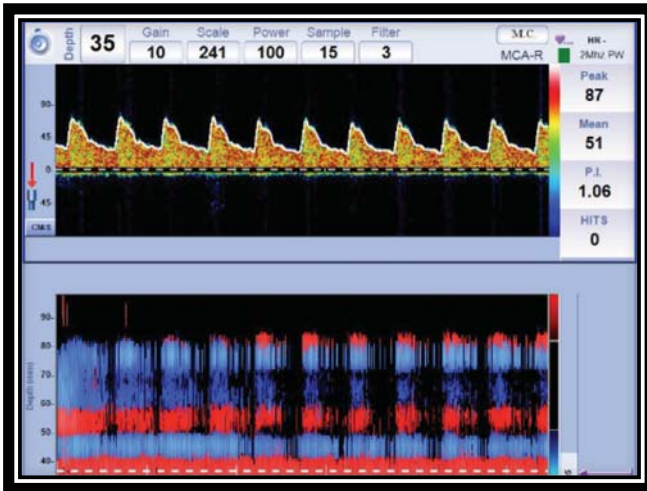 Depth 35 Gain 10 Scale 241 Power 100 Sample 15 Filter 3 M.C. MCA-R HR - 2Mhz PW
Peak
87
90-
Mean
51
45
0
P.I.
1.06
45
HITS
0
CM/S
90-
80-
70-
60-
50-
40-
Depth (mm)